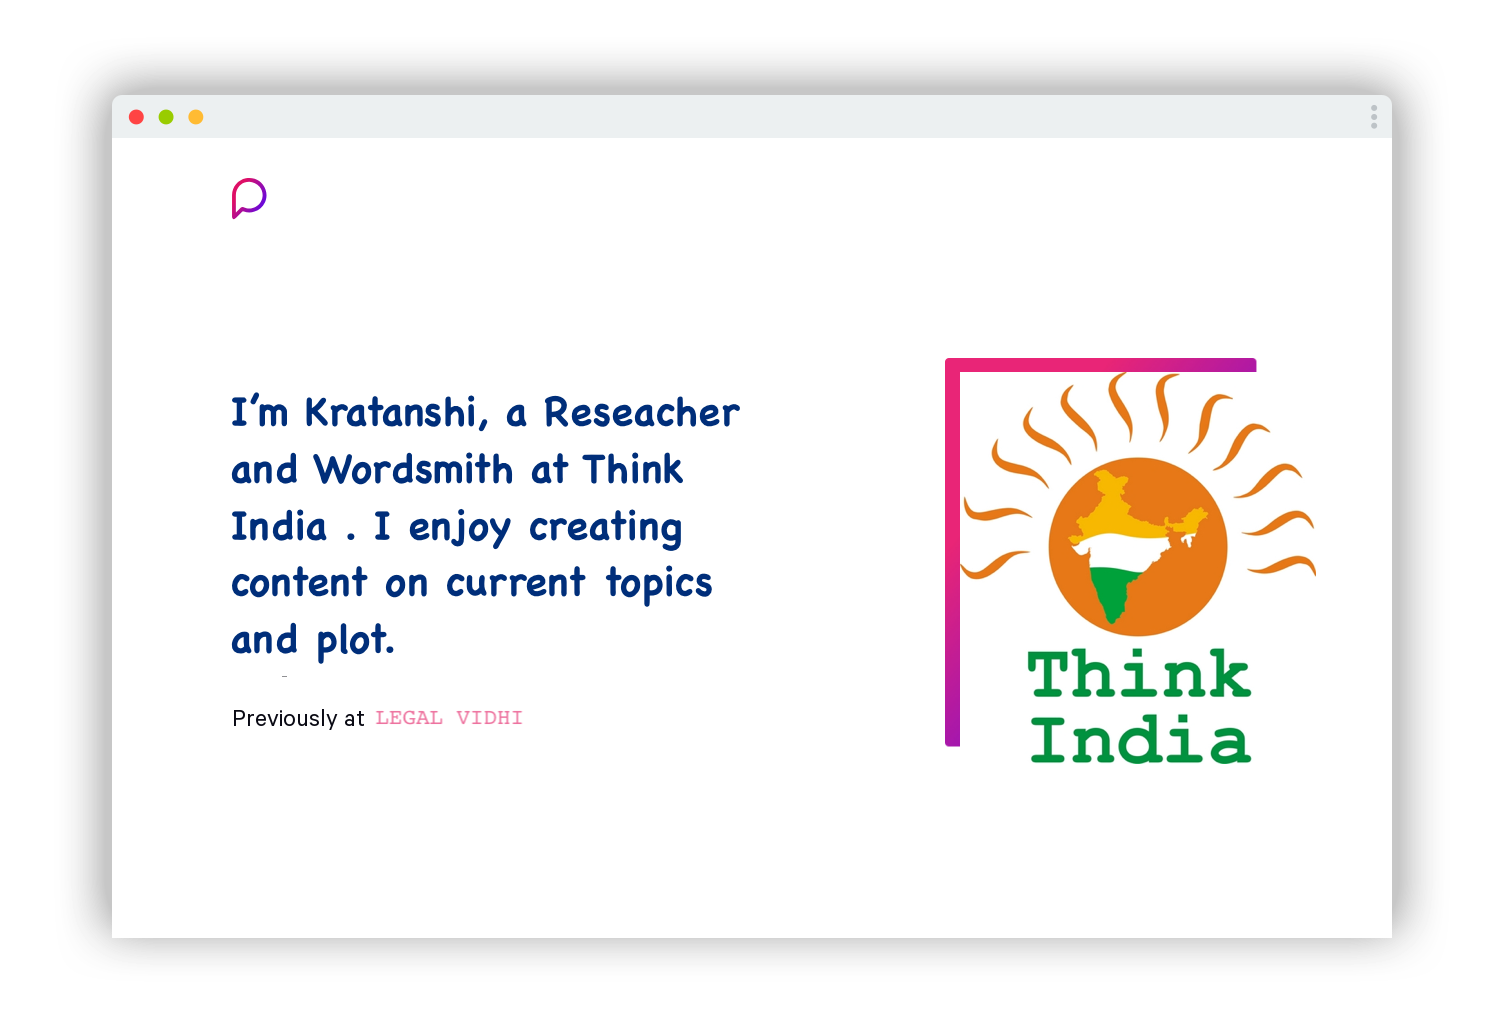 I'm Kratanshi, a Reseacher
and Wordsmith at Think
India . I enjoy creating
content on current topics
and plot.
Previously at LEGAL VIDHI
Think
India